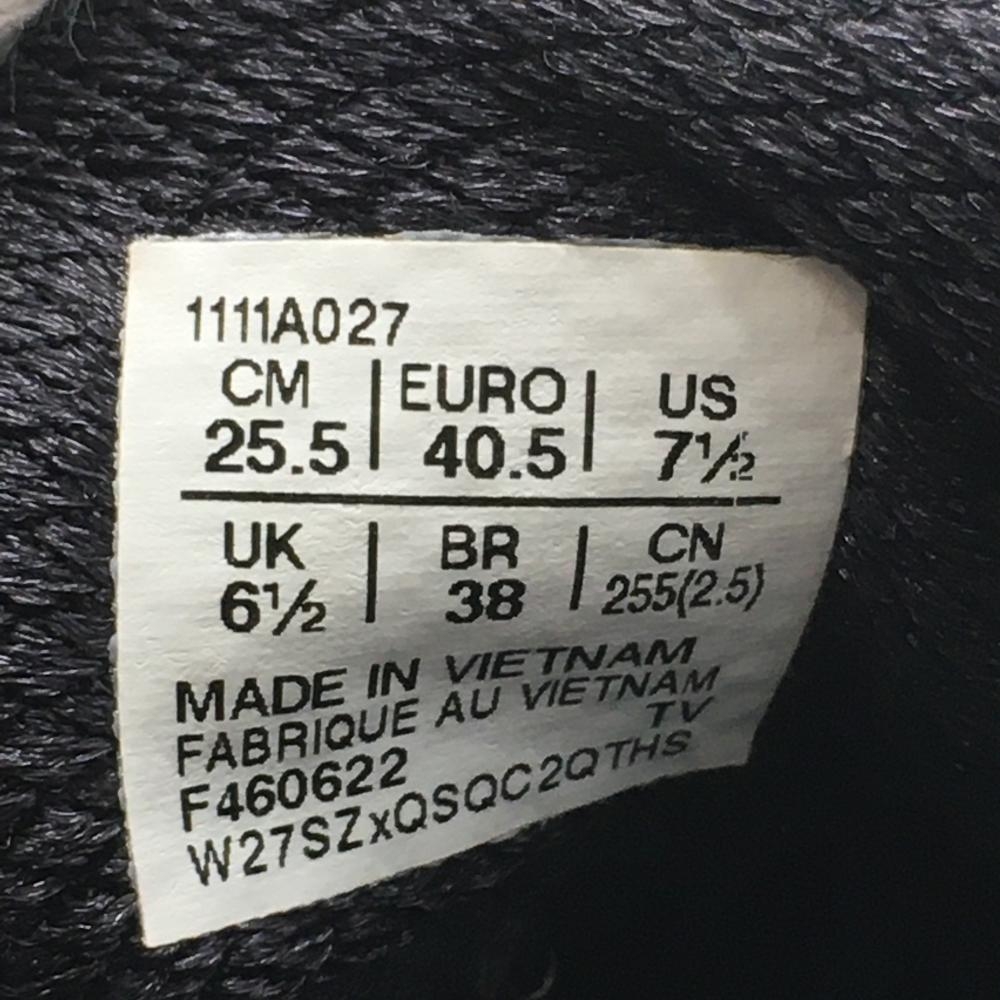 1111A027
CM | EURO | US
25.5 | 40.5 | 7½
UK | BR | CN
6½ | 38 | 255(2.5)
MADE IN VIETNAM
FABRIQUE AU VIETNAM
TV
F460622
W27SZxQSQC2QTHS